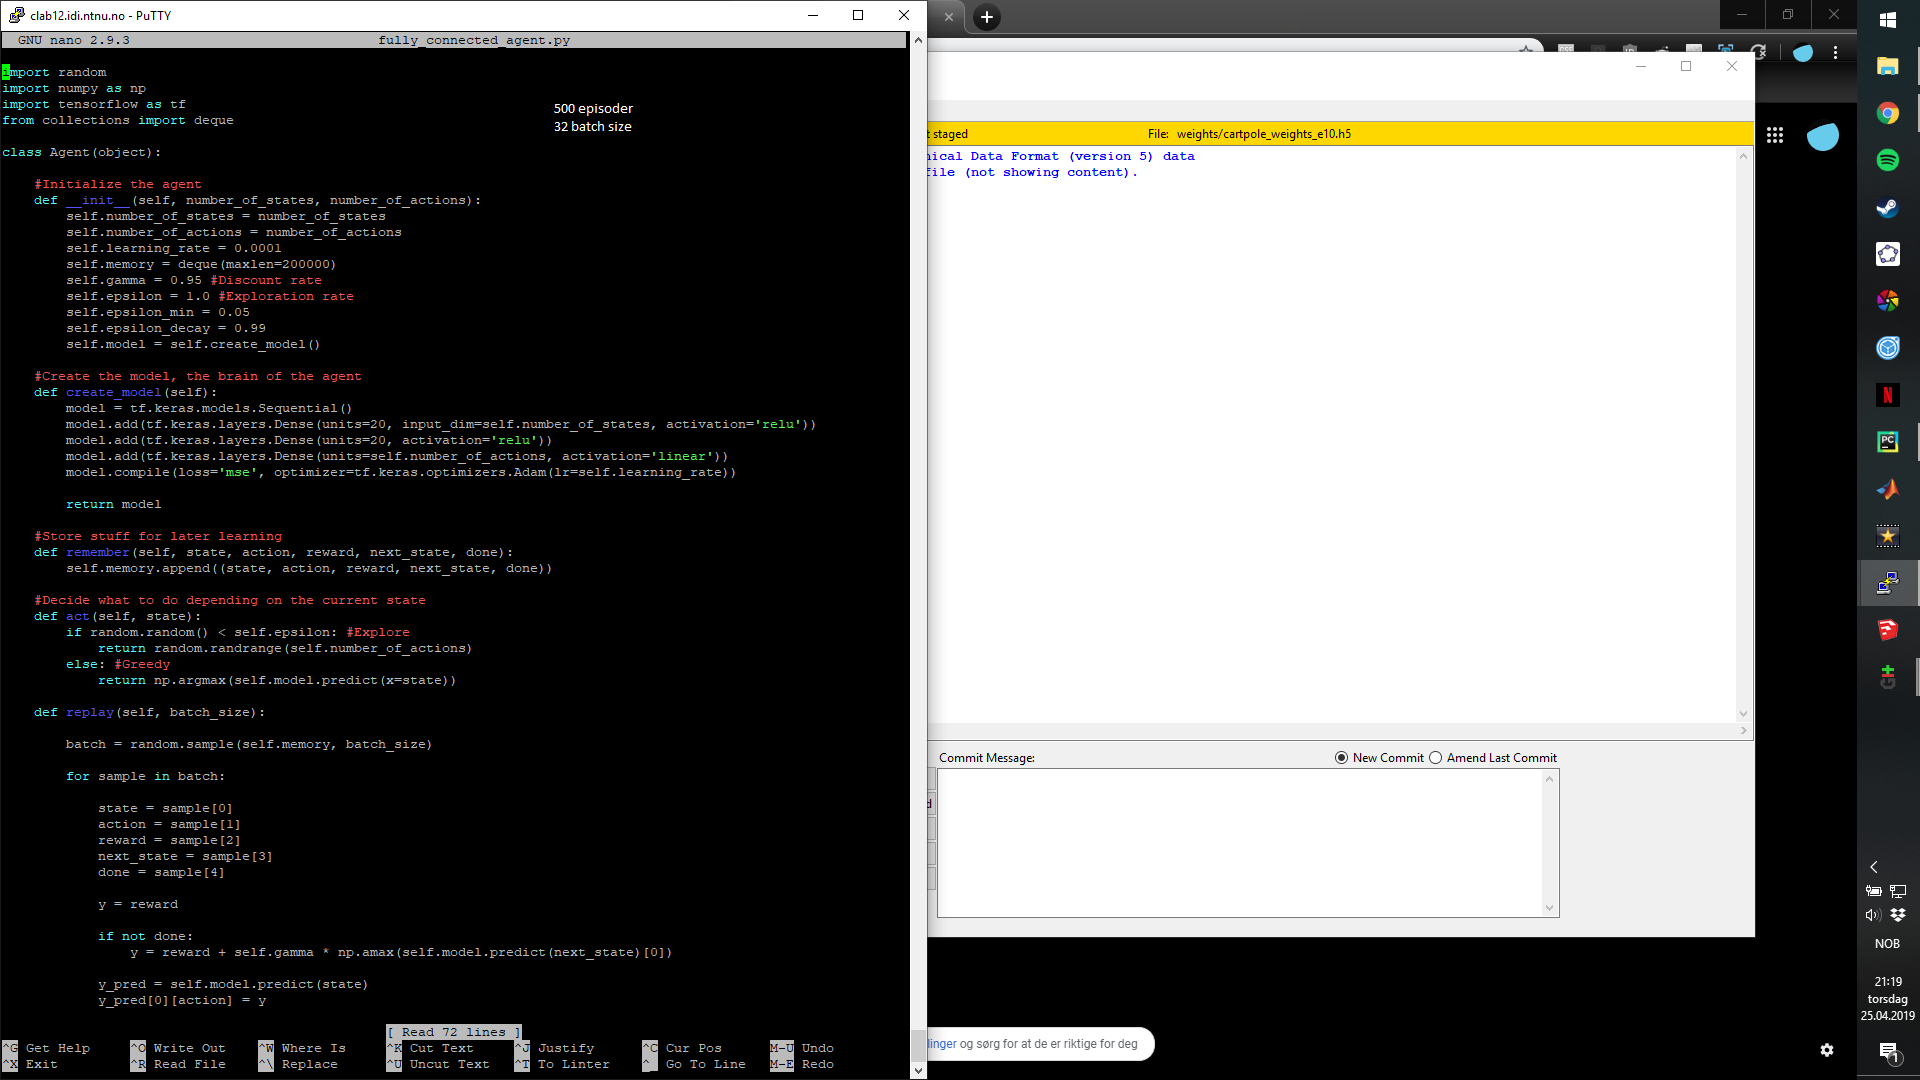 clab12.idi.ntnu.no - PuTTY
GNU nano 2.9.3 fully_connected_agent.py
import random
import numpy as np
import tensorflow as tf
from collections import deque
500 episoder
32 batch size
class Agent(object):
#Initialize the agent
def __init__(self, number_of_states, number_of_actions):
self.number_of_states = number_of_states
self.number_of_actions = number_of_actions
self.learning_rate = 0.0001
self.memory = deque(maxlen=200000)
self.gamma = 0.95 #Discount rate
self.epsilon = 1.0 #Exploration rate
self.epsilon_min = 0.05
self.epsilon_decay = 0.99
self.model = self.create_model()
#Create the model, the brain of the agent
def create_model(self):
model = tf.keras.models.Sequential()
model.add(tf.keras.layers.Dense(units=20, input_dim=self.number_of_states, activation='relu'))
model.add(tf.keras.layers.Dense(units=20, activation='relu'))
model.add(tf.keras.layers.Dense(units=self.number_of_actions, activation='linear'))
model.compile(loss='mse', optimizer=tf.keras.optimizers.Adam(lr=self.learning_rate))
return model
#Store stuff for later learning
def remember(self, state, action, reward, next_state, done):
self.memory.append((state, action, reward, next_state, done))
#Decide what to do depending on the current state
def act(self, state):
if random.random() < self.epsilon: #Explore
return random.randrange(self.number_of_actions)
else: #Greedy
return np.argmax(self.model.predict(x=state))
def replay(self, batch_size):
batch = random.sample(self.memory, batch_size)
for sample in batch:
state = sample[0]
action = sample[1]
reward = sample[2]
next_state = sample[3]
done = sample[4]
y = reward
if not done:
y = reward + self.gamma * np.amax(self.model.predict(next_state)[0])
y_pred = self.model.predict(state)
y_pred[0][action] = y
[ Read 72 lines ]
^G Get Help ^O Write Out ^W Where Is ^K Cut Text ^J Justify ^C Cur Pos M-U Undo
^X Exit ^R Read File ^\ Replace ^U Uncut Text ^T To Linter ^_ Go To Line M-E Redo
t staged File: weights/cartpole_weights_e10.h5
nical Data Format (version 5) data
file (not showing content).
Commit Message: New Commit Amend Last Commit
d
linger og sørg for at de er riktige for deg
N
PC
NOB
21:19
torsdag
25.04.2019
1